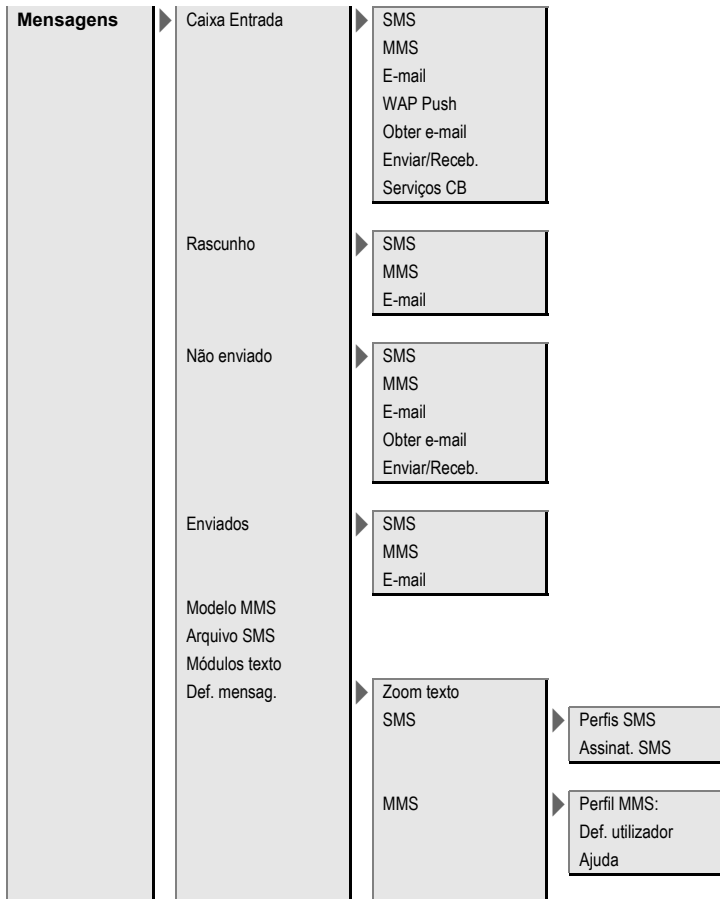 Mensagens
Caixa Entrada
SMS
MMS
E-mail
WAP Push
Obter e-mail
Enviar/Receb.
Serviços CB
Rascunho
SMS
MMS
E-mail
Não enviado
SMS
MMS
E-mail
Obter e-mail
Enviar/Receb.
Enviados
SMS
MMS
E-mail
Modelo MMS
Arquivo SMS
Módulos texto
Def. mensag.
Zoom texto
SMS
Perfis SMS
Assinat. SMS
MMS
Perfil MMS:
Def. utilizador
Ajuda